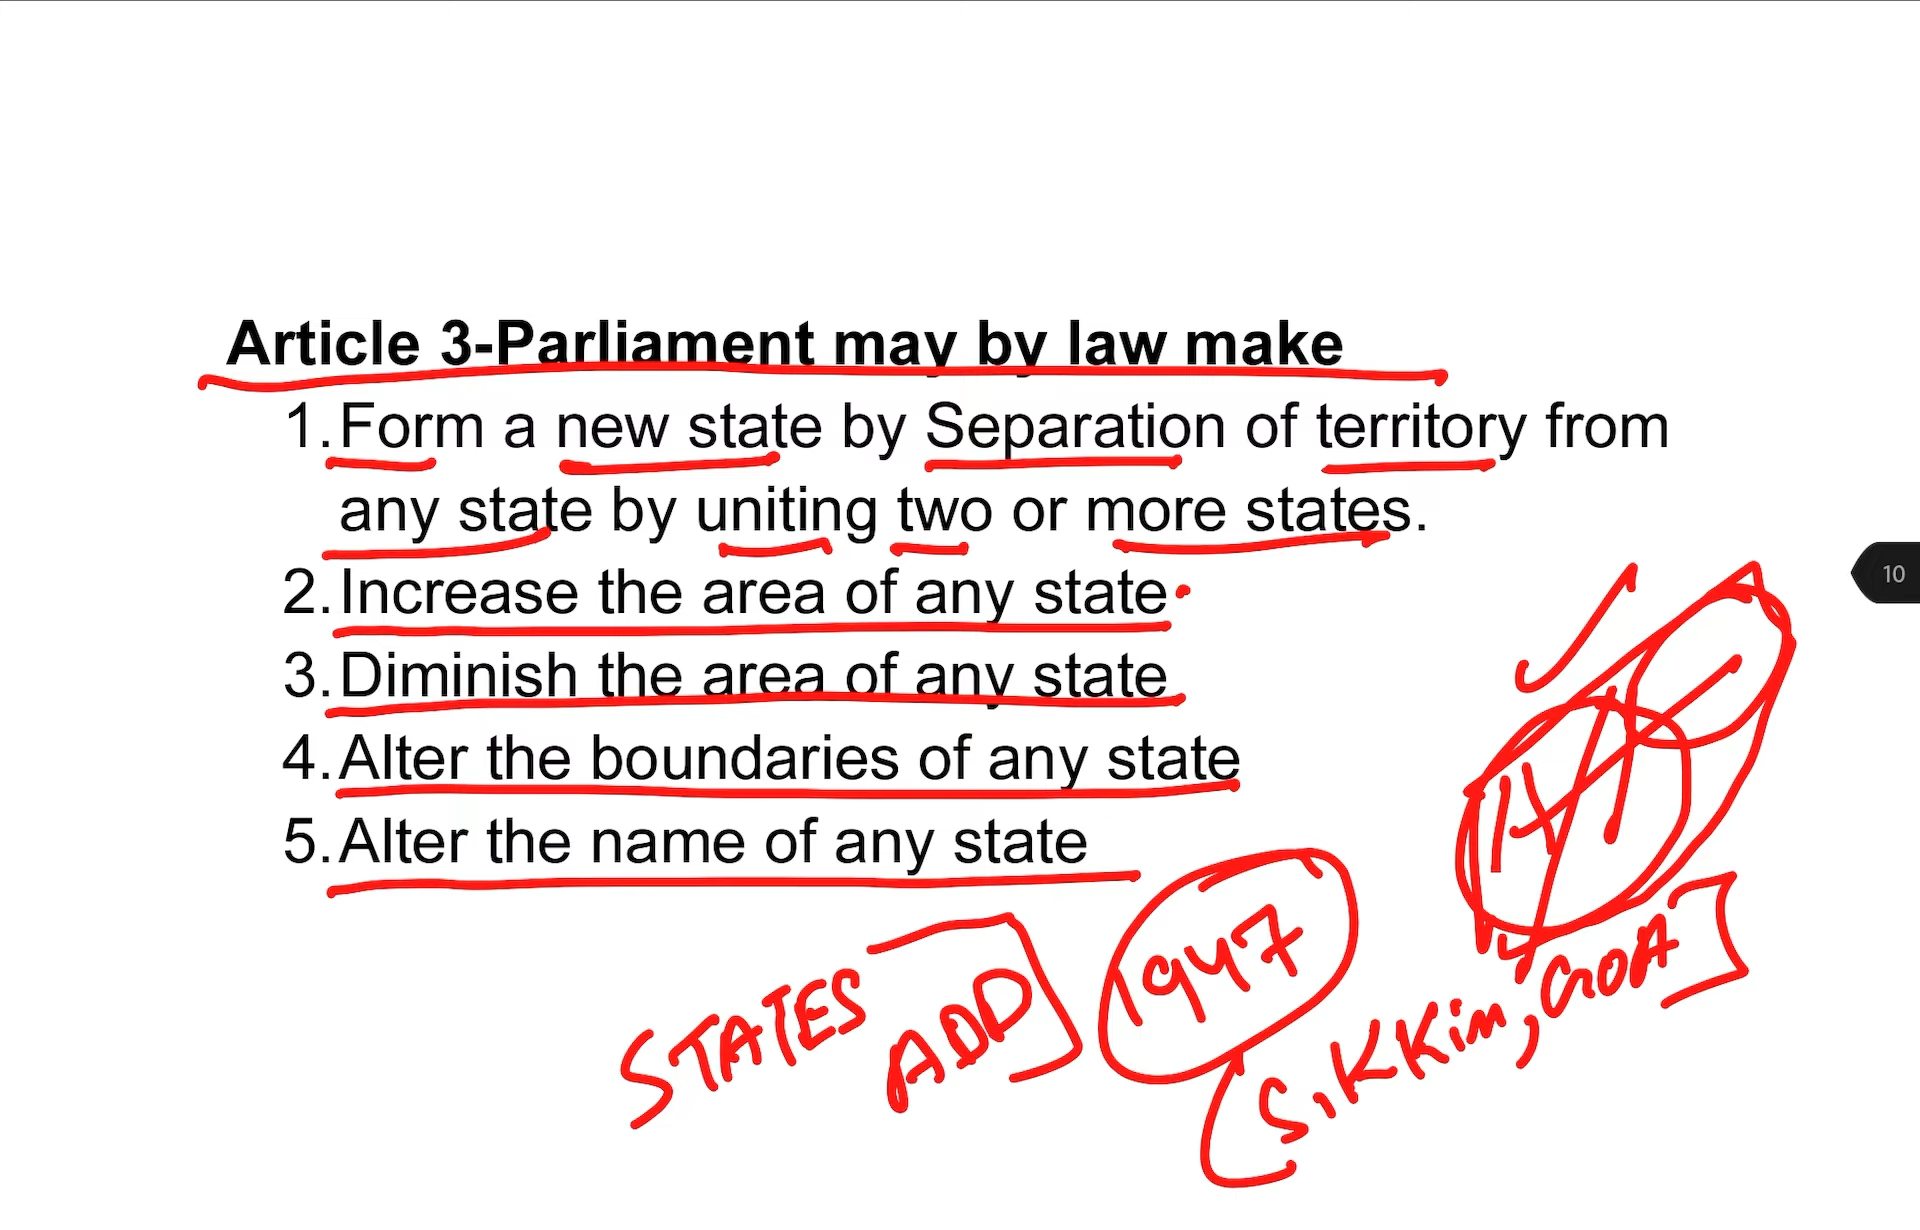 Article 3-Parliament may by law make
1. Form a new state by Separation of territory from
any state by uniting two or more states.
2. Increase the area of any state
3. Diminish the area of any state
4. Alter the boundaries of any state
5. Alter the name of any state
10
STATES
ADD
1947
SiKKim, GOA